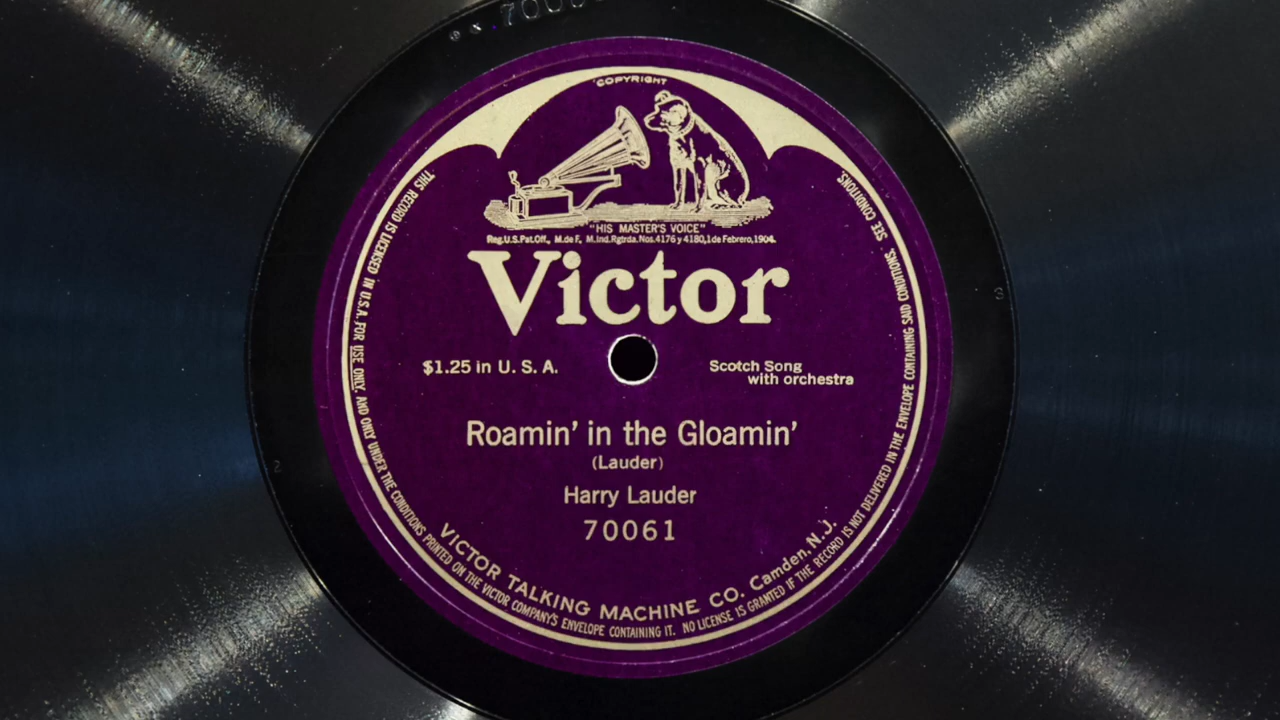 COPYRIGHT
"HIS MASTER'S VOICE"
Reg.U.S.Pat.Off., M.de F., M.Ind.Rgtrda.Nos.4176 y 4180,1de Febrero,1904.
Victor
$1.25 in U. S. A.
Scotch Song
with orchestra
Roamin' in the Gloamin'
(Lauder)
Harry Lauder
70061
VICTOR TALKING MACHINE CO. Camden, N.J.
THIS RECORD IS LICENSED IN U.S.A. FOR USE ONLY, AND ONLY UNDER THE CONDITIONS PRINTED ON THE VICTOR COMPANY'S ENVELOPE CONTAINING IT. NO LICENSE IS GRANTED IF THE RECORD IS NOT DELIVERED IN THE ENVELOPE CONTAINING SAID CONDITIONS. SEE CONDITIONS.
2
3